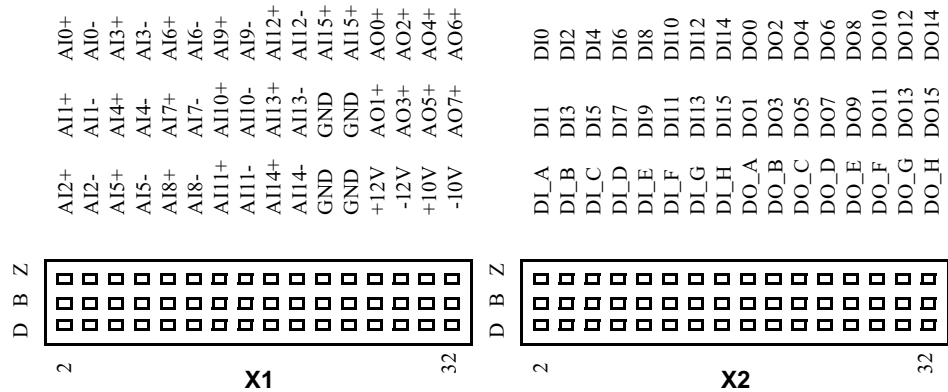 AI0+ AI0- AI3+ AI3- AI6+ AI6- AI9+ AI9- AI12+ AI12- AI15+ AI15+ AO0+ AO2+ AO4+ AO6+
AI1+ AI1- AI4+ AI4- AI7+ AI7- AI10+ AI10- AI13+ AI13- GND GND AO1+ AO3+ AO5+ AO7+
AI2+ AI2- AI5+ AI5- AI8+ AI8- AI11+ AI11- AI14+ AI14- GND GND +12V -12V +10V -10V
Z
B
D
2 32
X1
DI0 DI2 DI4 DI6 DI8 DI10 DI12 DI14 DO0 DO2 DO4 DO6 DO8 DO10 DO12 DO14
DI1 DI3 DI5 DI7 DI9 DI11 DI13 DI15 DO1 DO3 DO5 DO7 DO9 DO11 DO13 DO15
DI_A DI_B DI_C DI_D DI_E DI_F DI_G DI_H DO_A DO_B DO_C DO_D DO_E DO_F DO_G DO_H
Z
B
D
2 32
X2